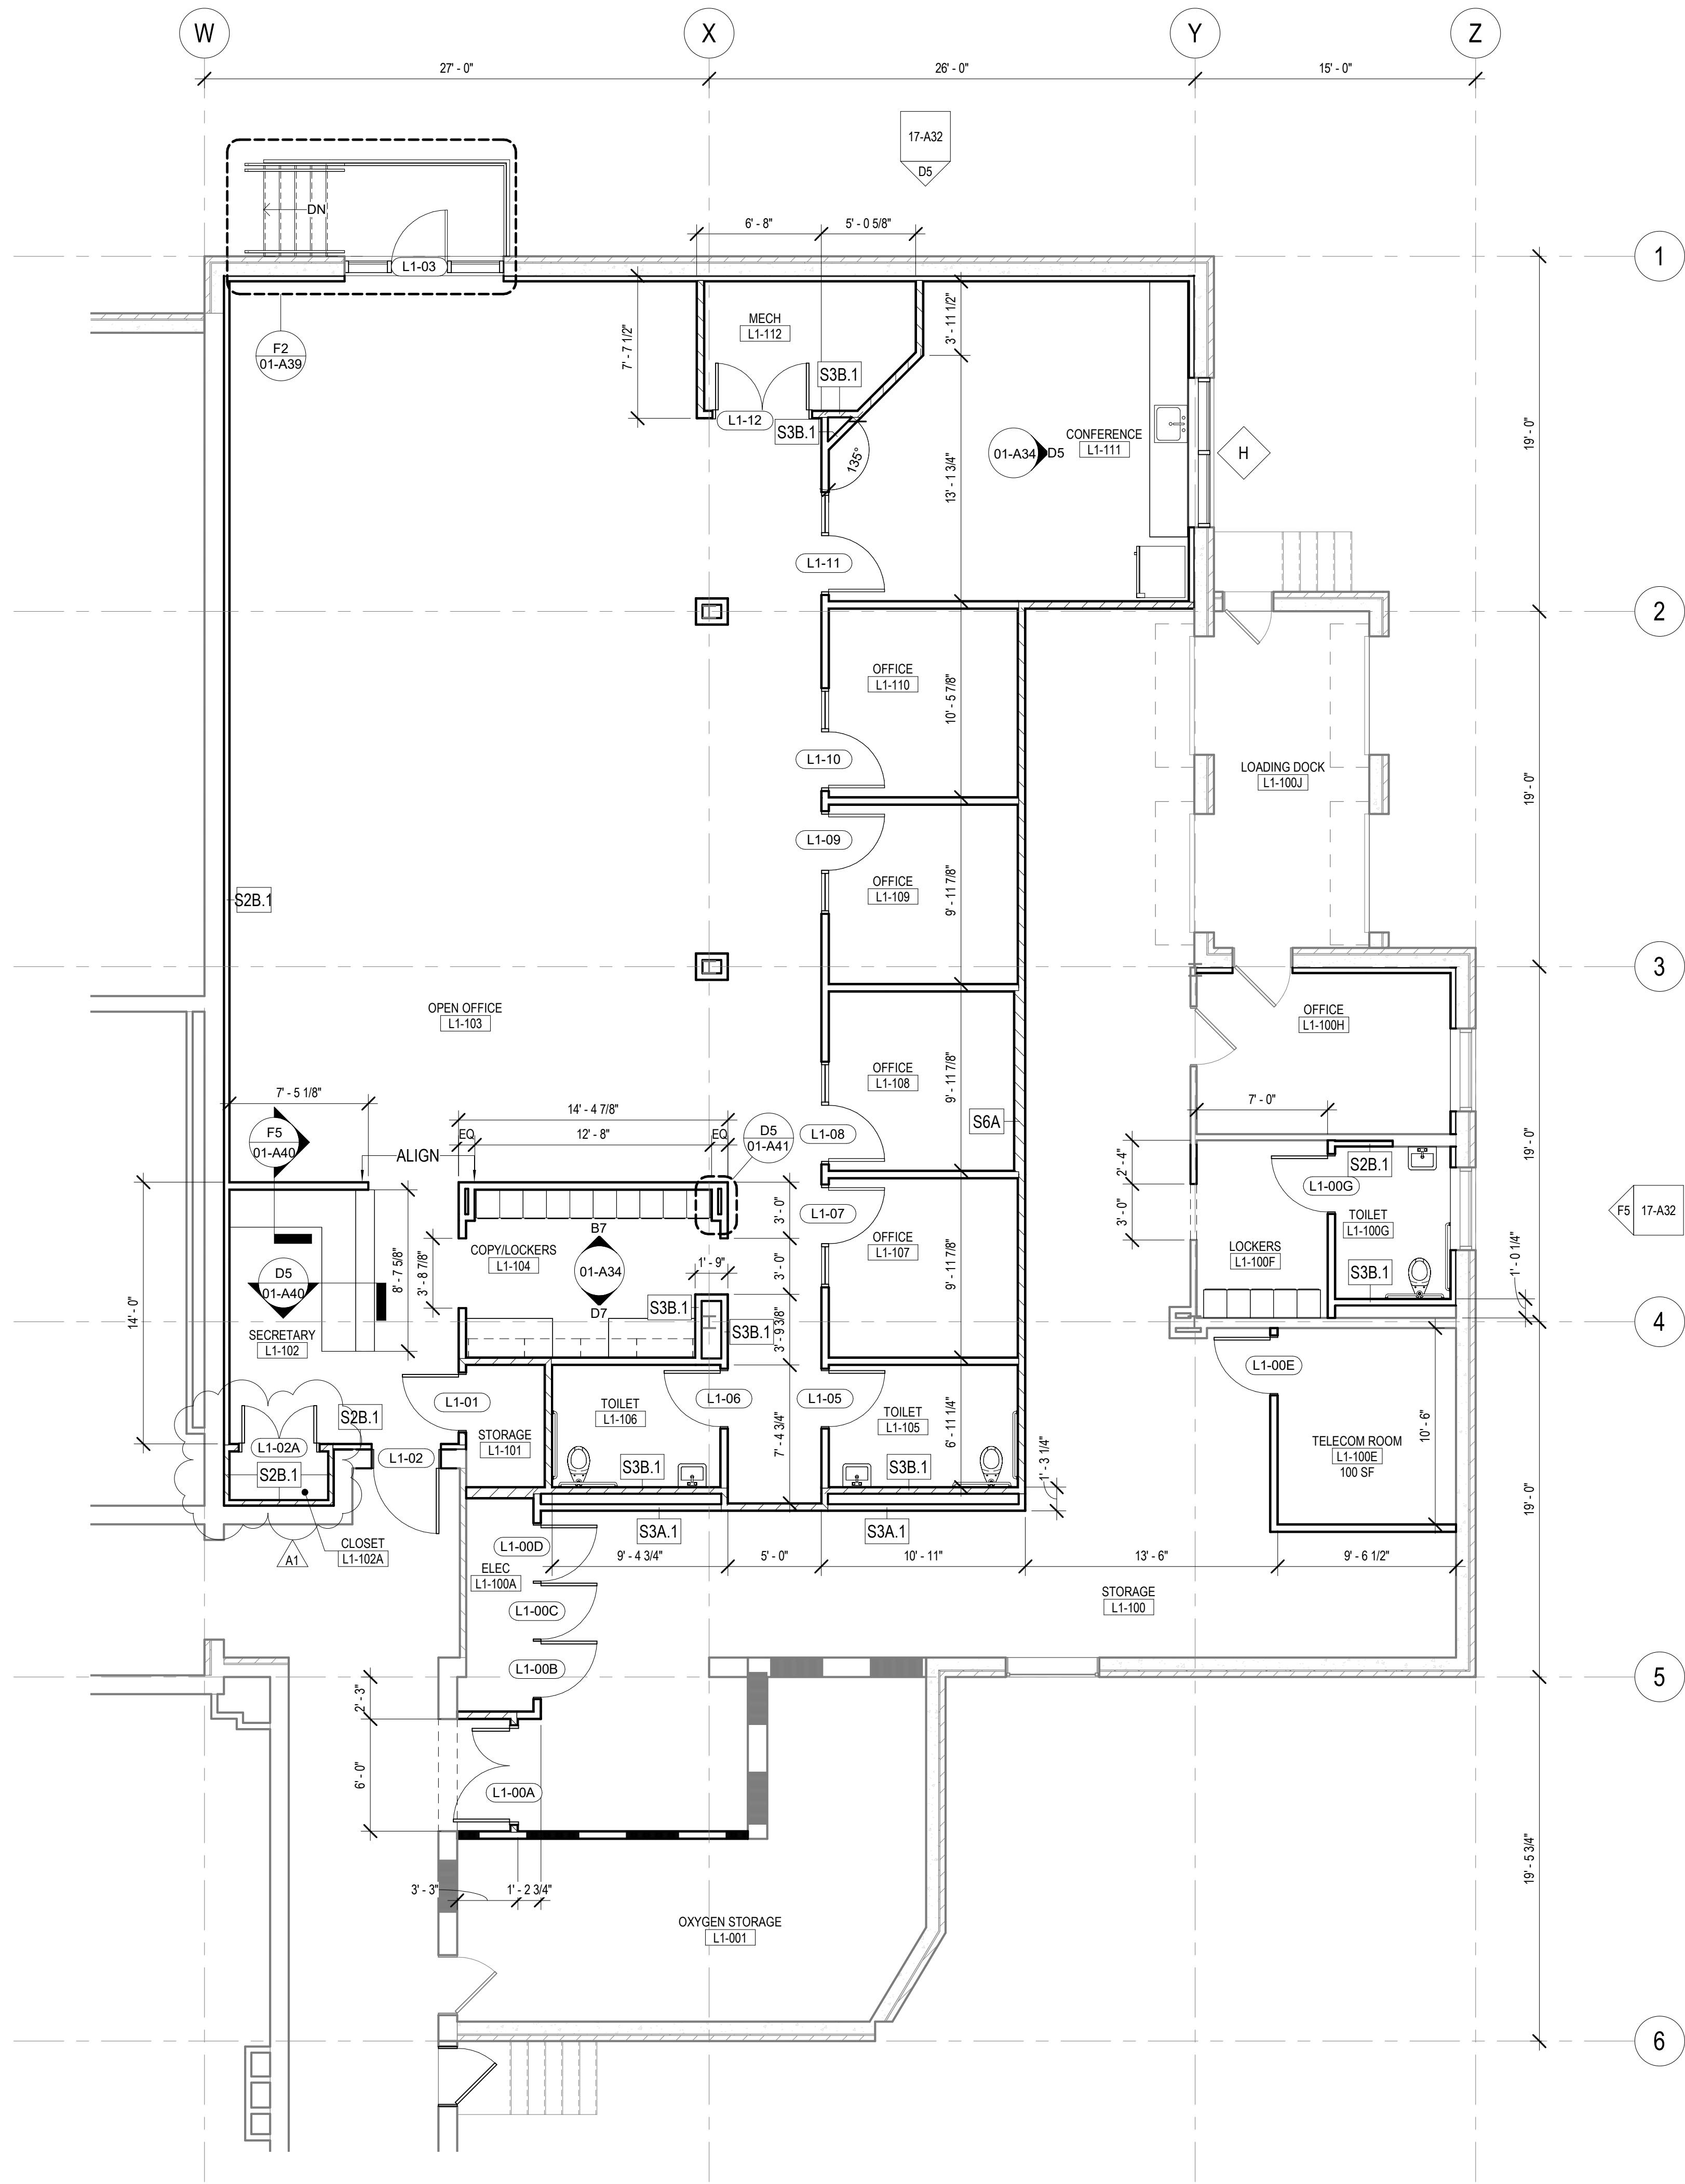 W
X
Y
Z
27' - 0"
26' - 0"
15' - 0"
17-A32
D5
DN
6' - 8"
5' - 0 5/8"
L1-03
1
F2
01-A39
MECH
L1-112
7' - 7 1/2"
3' - 11 1/2"
S3B.1
L1-12
S3B.1
135°
CONFERENCE
L1-111
01-A34
D5
H
19' - 0"
13' - 1 3/4"
L1-11
2
OFFICE
L1-110
10' - 5 7/8"
L1-10
LOADING DOCK
L1-100J
19' - 0"
L1-09
OFFICE
L1-109
9' - 11 7/8"
S2B.1
3
OPEN OFFICE
L1-103
OFFICE
L1-100H
OFFICE
L1-108
9' - 11 7/8"
7' - 5 1/8"
7' - 0"
14' - 4 7/8"
S6A
F5
01-A40
EQ
12' - 8"
EQ
D5
01-A41
L1-08
ALIGN
19' - 0"
2' - 4"
S2B.1
L1-00G
3' - 0"
L1-07
3' - 0"
TOILET
L1-100G
F5
17-A32
B7
OFFICE
L1-107
COPY/LOCKERS
L1-104
01-A34
D7
1' - 9"
3' - 0"
9' - 11 7/8"
LOCKERS
L1-100F
S3B.1
1' - 0 1/4"
D5
01-A40
8' - 7 5/8"
3' - 8 7/8"
14' - 0"
S3B.1
S3B.1
3' - 9 3/8"
4
SECRETARY
L1-102
L1-00E
L1-01
L1-06
L1-05
TOILET
L1-106
TOILET
L1-105
S2B.1
STORAGE
L1-101
7' - 4 3/4"
6' - 11 1/4"
10' - 6"
TELECOM ROOM
L1-100E
100 SF
L1-02A
L1-02
S2B.1
S3B.1
S3B.1
1' - 3 1/4"
19' - 0"
S3A.1
S3A.1
CLOSET
L1-102A
A1
L1-00D
9' - 4 3/4"
5' - 0"
10' - 11"
13' - 6"
9' - 6 1/2"
ELEC
L1-100A
STORAGE
L1-100
L1-00C
L1-00B
5
2' - 3"
6' - 0"
L1-00A
19' - 5 3/4"
3' - 3"
1' - 2 3/4"
OXYGEN STORAGE
L1-001
6